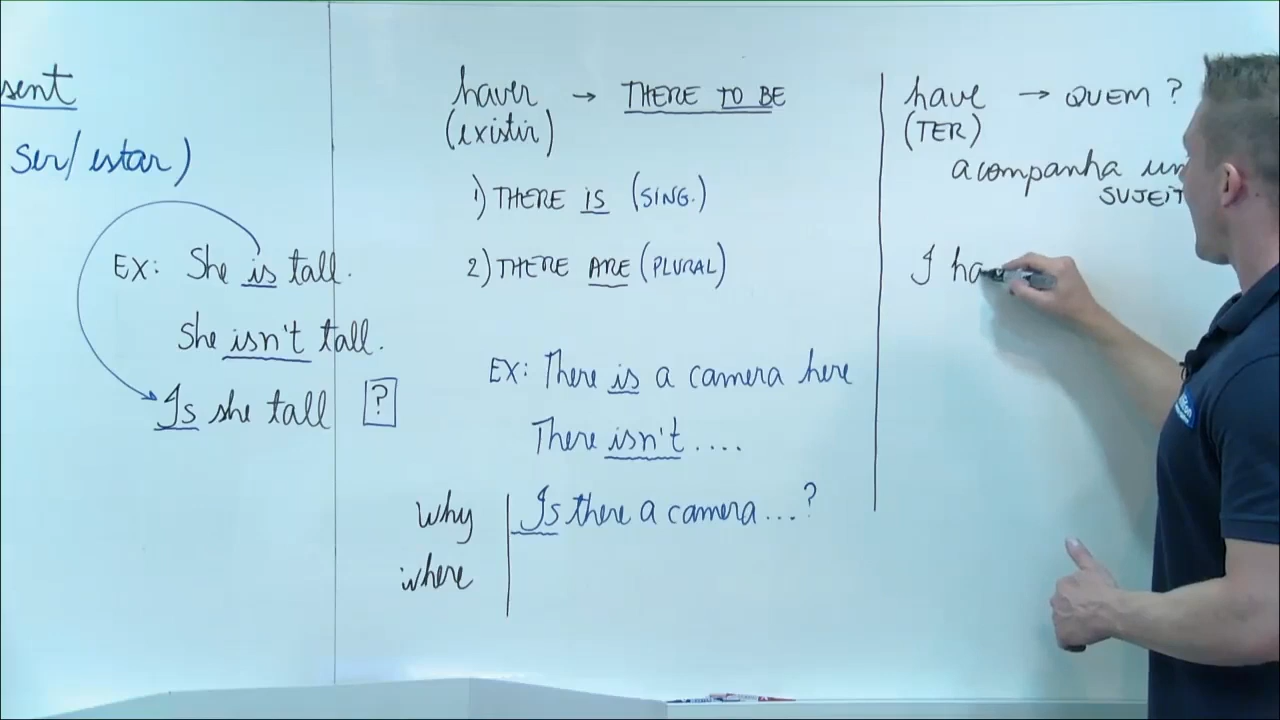 sent
ser/estar)
EX: She is tall.
She isn't tall.
Is she tall ?
haver → THERE TO BE
(existir)
1) THERE IS (SING.)
2) THERE ARE (PLURAL)
EX: There is a camera here
There isn't ....
Why
where
Is there a camera ... ?
have → QUEM ?
(TER)
acompanha um
SUJEIT
I ha